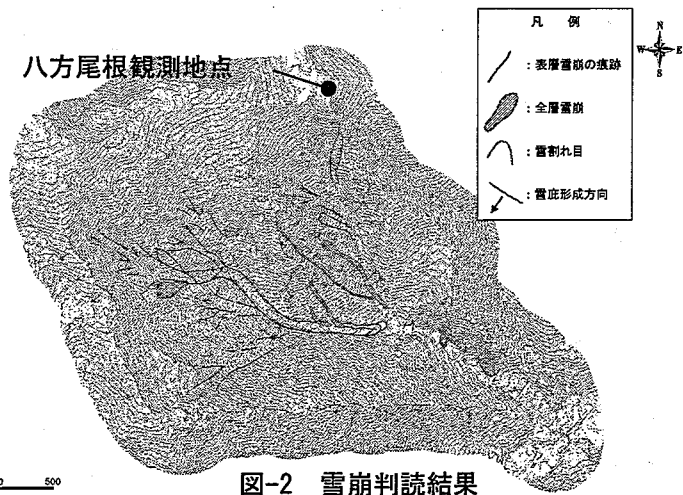 八方尾根観測地点
凡 例
：表層雪崩の痕跡
：全層雪崩
：雪割れ目
：雪庇形成方向
N
W E
S
0 500
図-2 雪崩判読結果